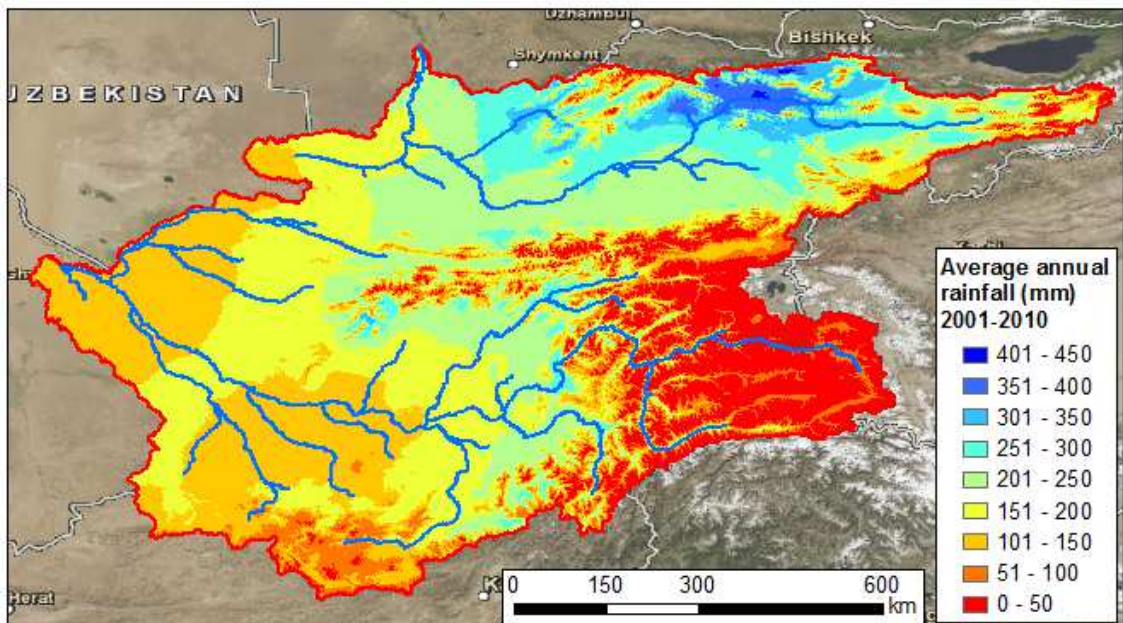 Dzhambul
Bishkek
Shymkent
UZBEKISTAN
Average annual
rainfall (mm)
2001-2010
401 - 450
351 - 400
301 - 350
251 - 300
201 - 250
151 - 200
101 - 150
51 - 100
0 - 50
0 150 300 600
km
Herat